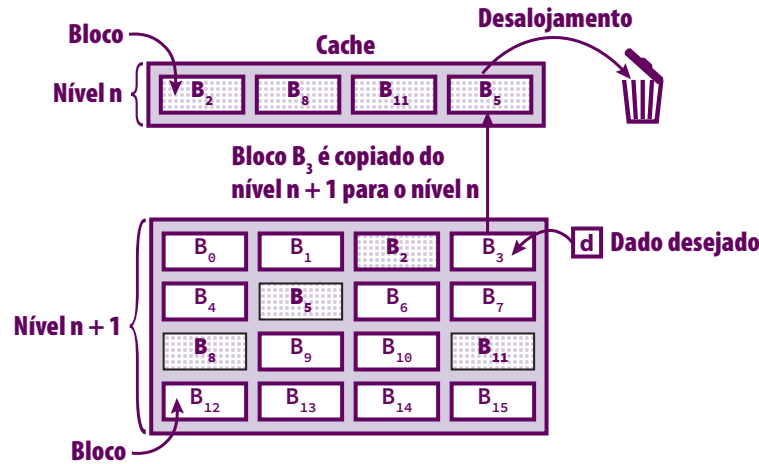 Desalojamento
Bloco
Cache
Nível n
B2 B8 B11 B5
Bloco B3 é copiado do
nível n + 1 para o nível n
B0 B1 B2 B3
d Dado desejado
B4 B5 B6 B7
Nível n + 1
B8 B9 B10 B11
B12 B13 B14 B15
Bloco